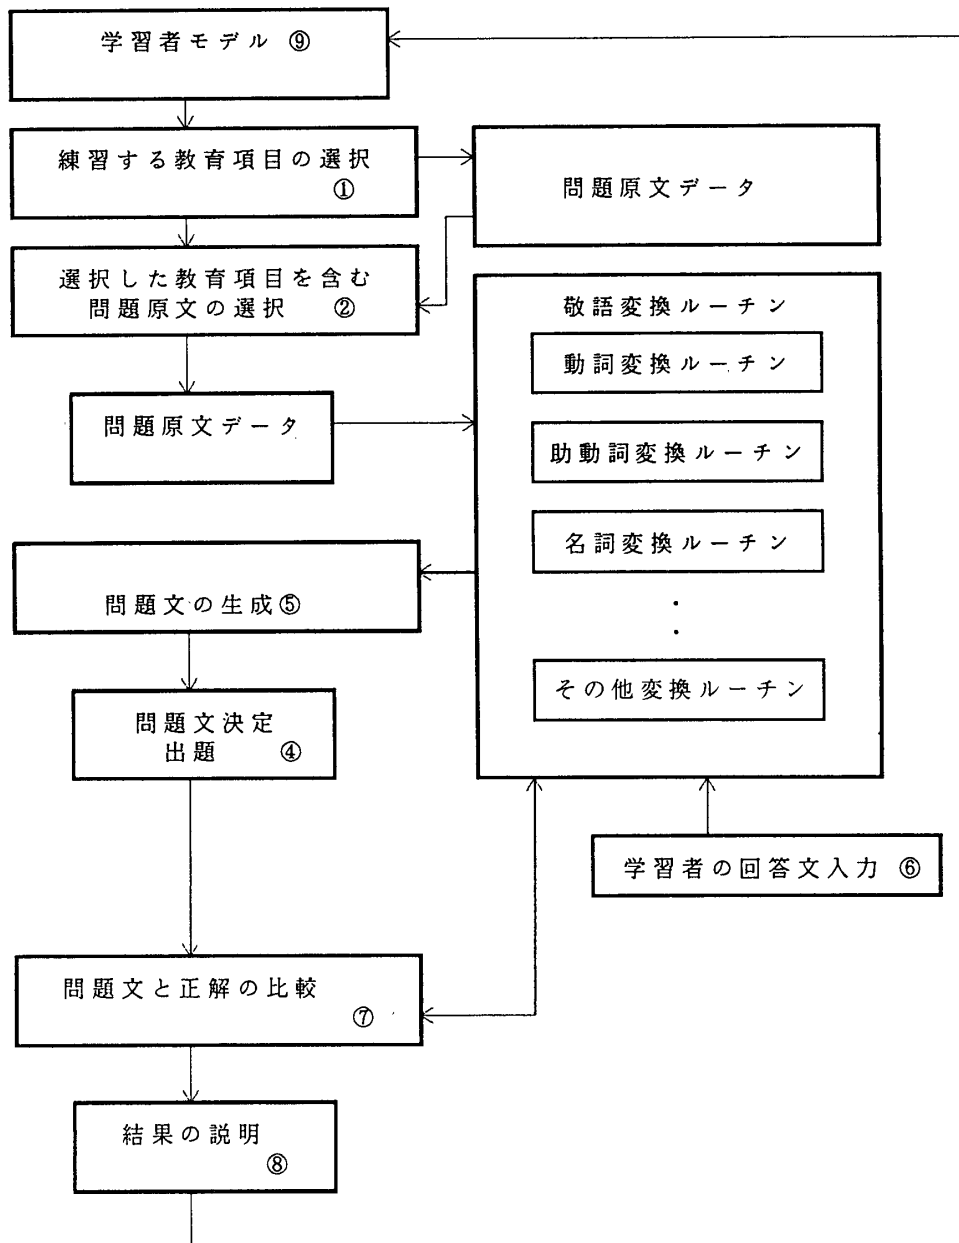 学習者モデル ⑨
練習する教育項目の選択
①
問題原文データ
選択した教育項目を含む
問題原文の選択 ②
敬語変換ルーチン
動詞変換ルーチン
問題原文データ
助動詞変換ルーチン
名詞変換ルーチン
問題文の生成⑤
その他変換ルーチン
問題文決定
出題 ④
学習者の回答文入力 ⑥
問題文と正解の比較
⑦
結果の説明
⑧